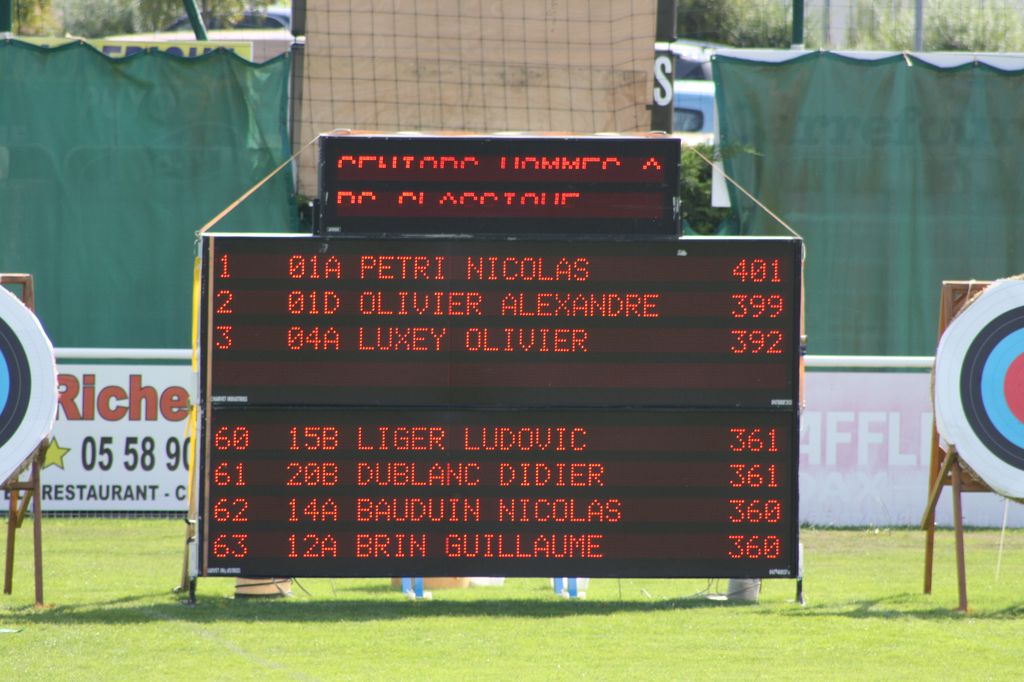 S
1 01A PETRI NICOLAS 401
2 01D OLIVIER ALEXANDRE 399
3 04A LUXEY OLIVIER 392
60 15B LIGER LUDOVIC 361
61 20B DUBLANC DIDIER 361
62 14A BAUDUIN NICOLAS 360
63 12A BRIN GUILLAUME 360
Riche
05 58 90
RESTAURANT - C
AFFL
DAX